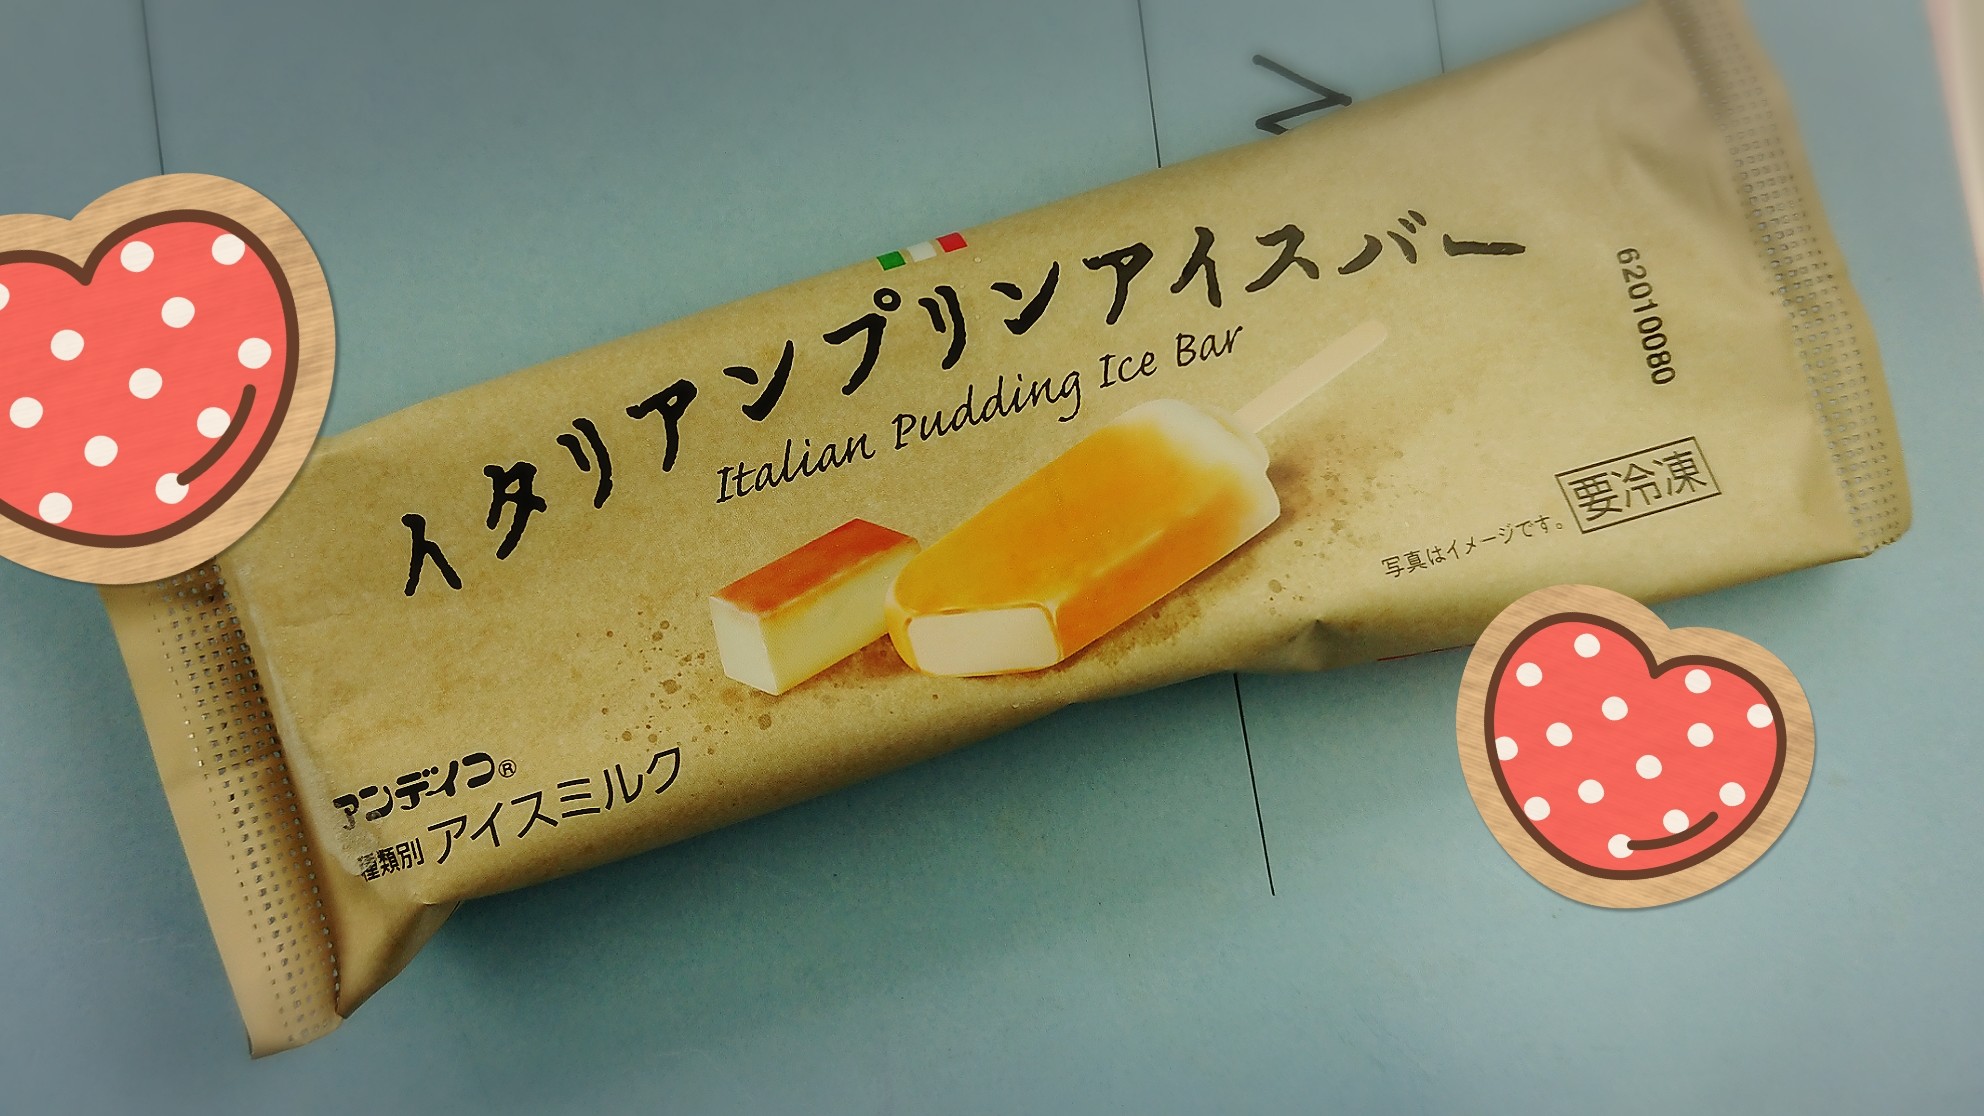 イタリアンプリンアイスバー
Italian Pudding Ice Bar
62010080
要冷凍
写真はイメージです。
アンデイコ®
種類別 アイスミルク